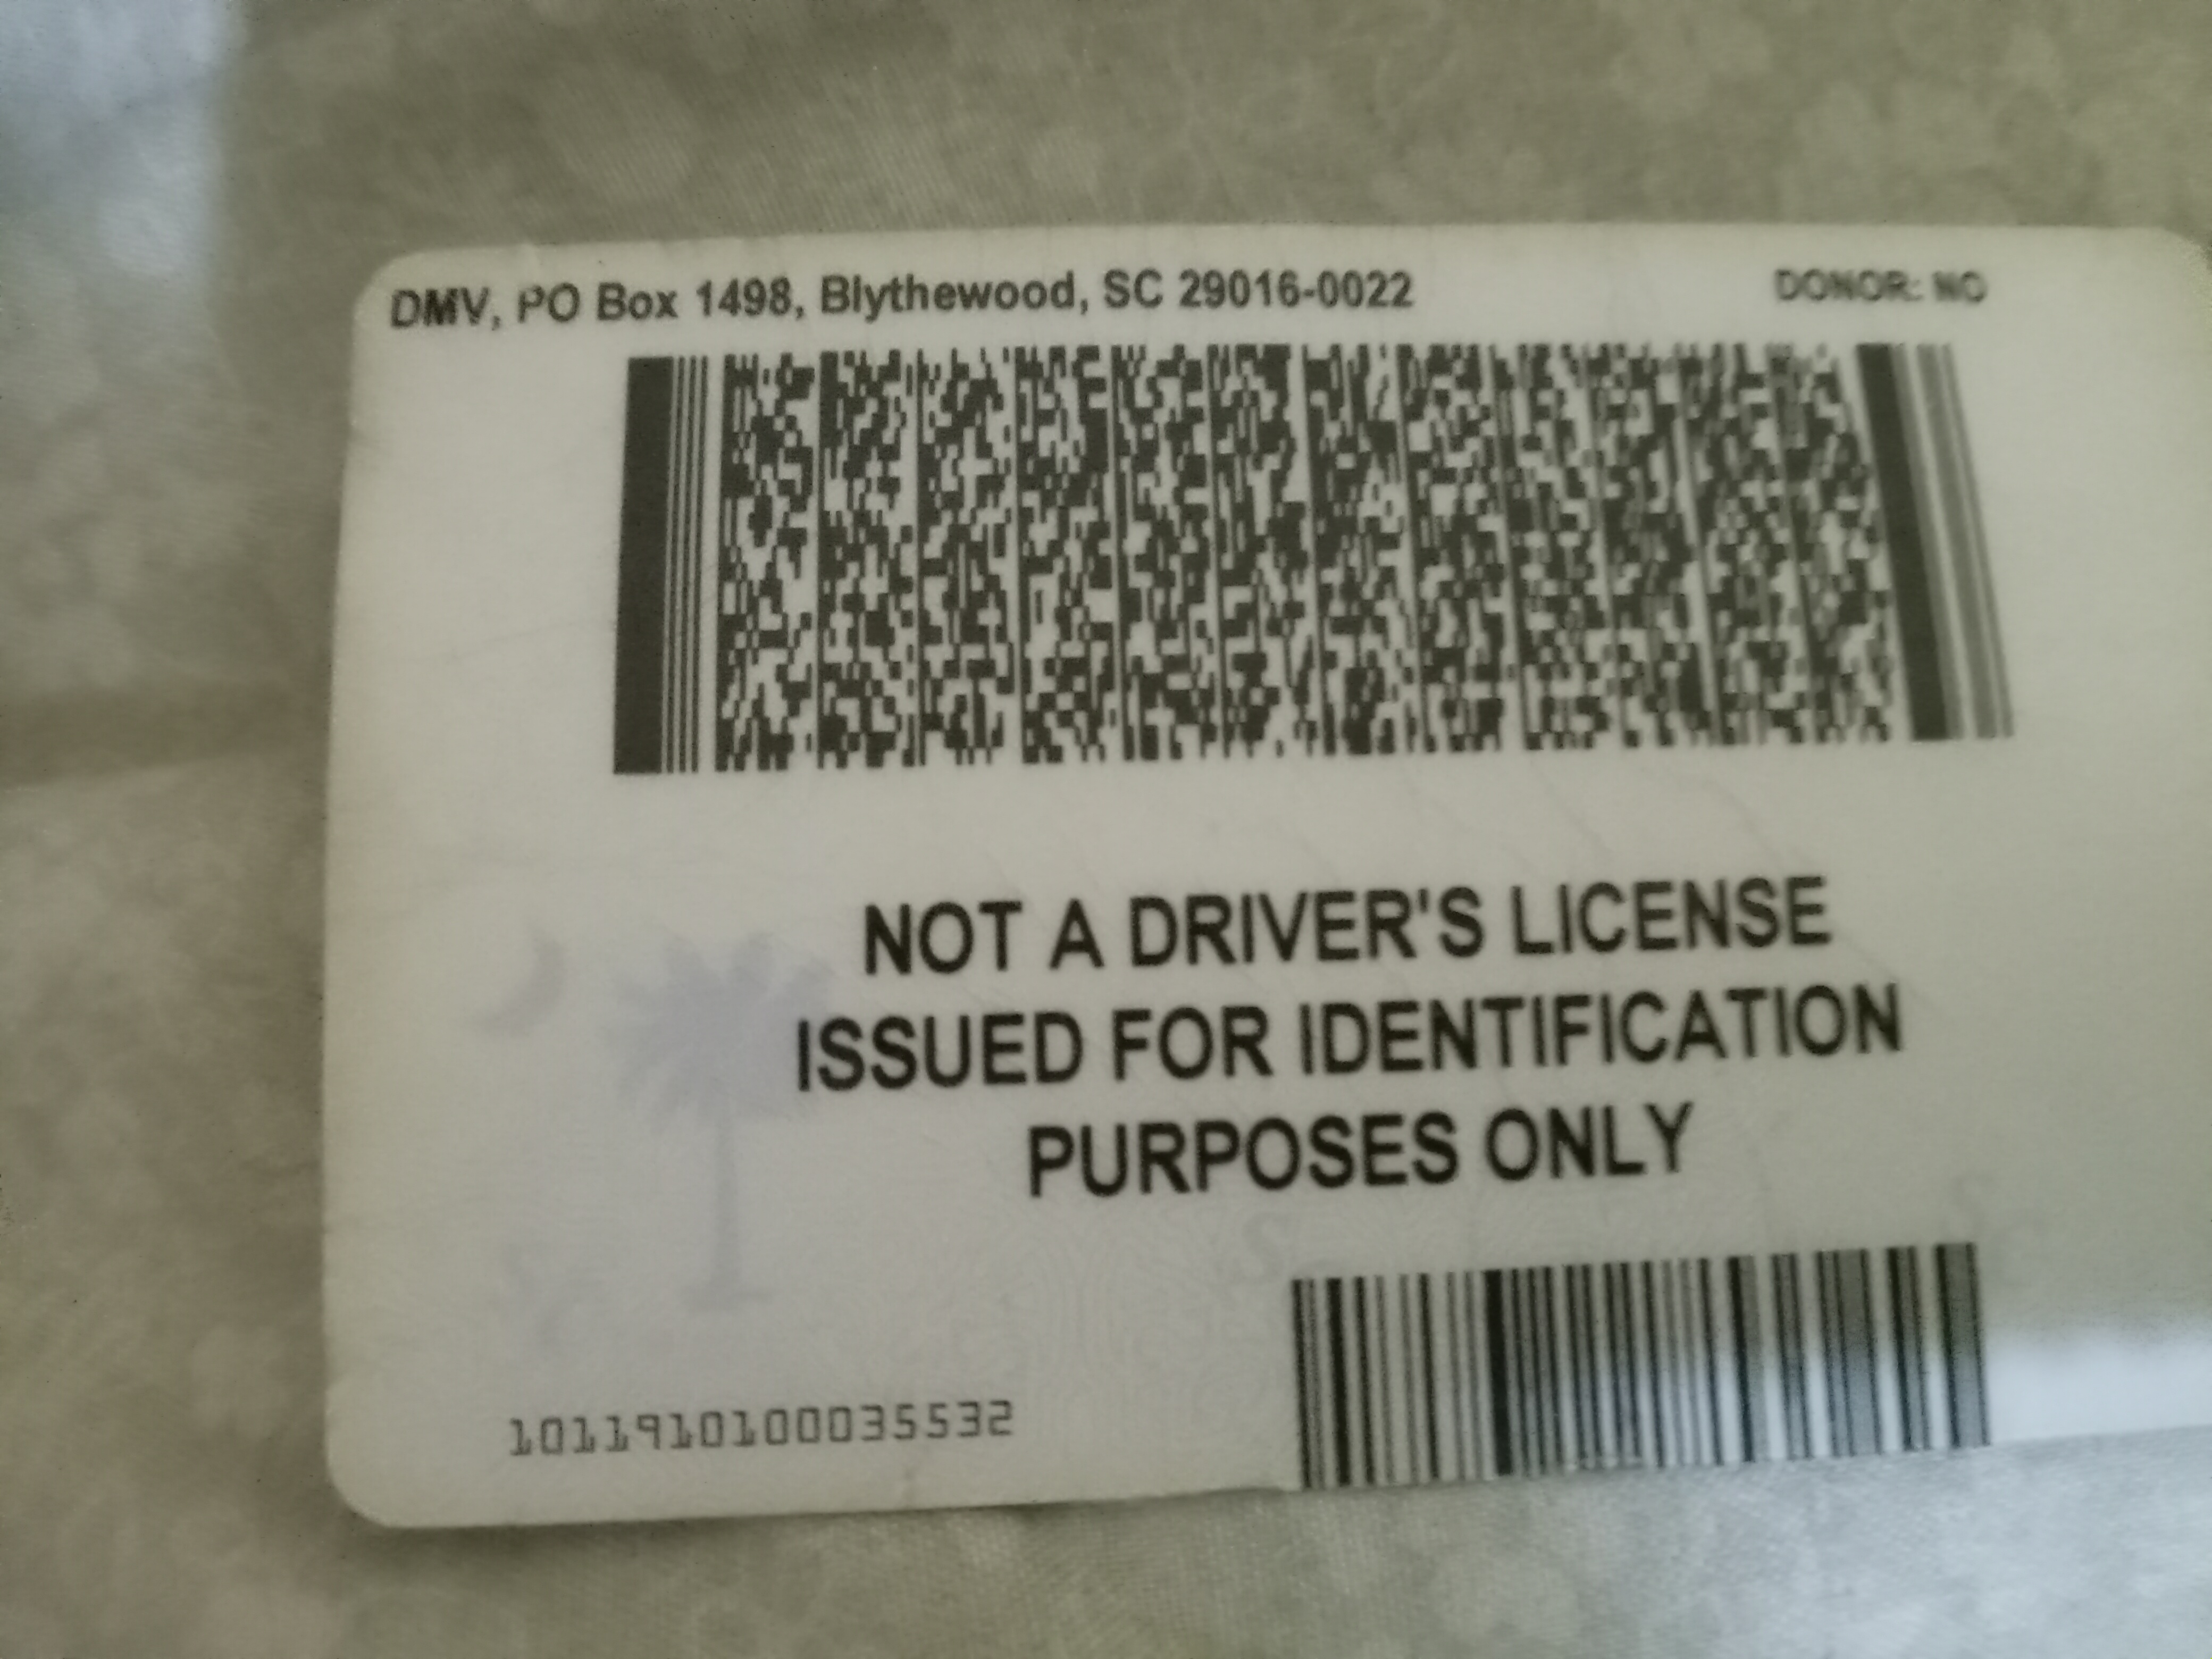 DMV, PO Box 1498, Blythewood, SC 29016-0022
DONOR: NO
NOT A DRIVER'S LICENSE
ISSUED FOR IDENTIFICATION
PURPOSES ONLY
1011910100035532